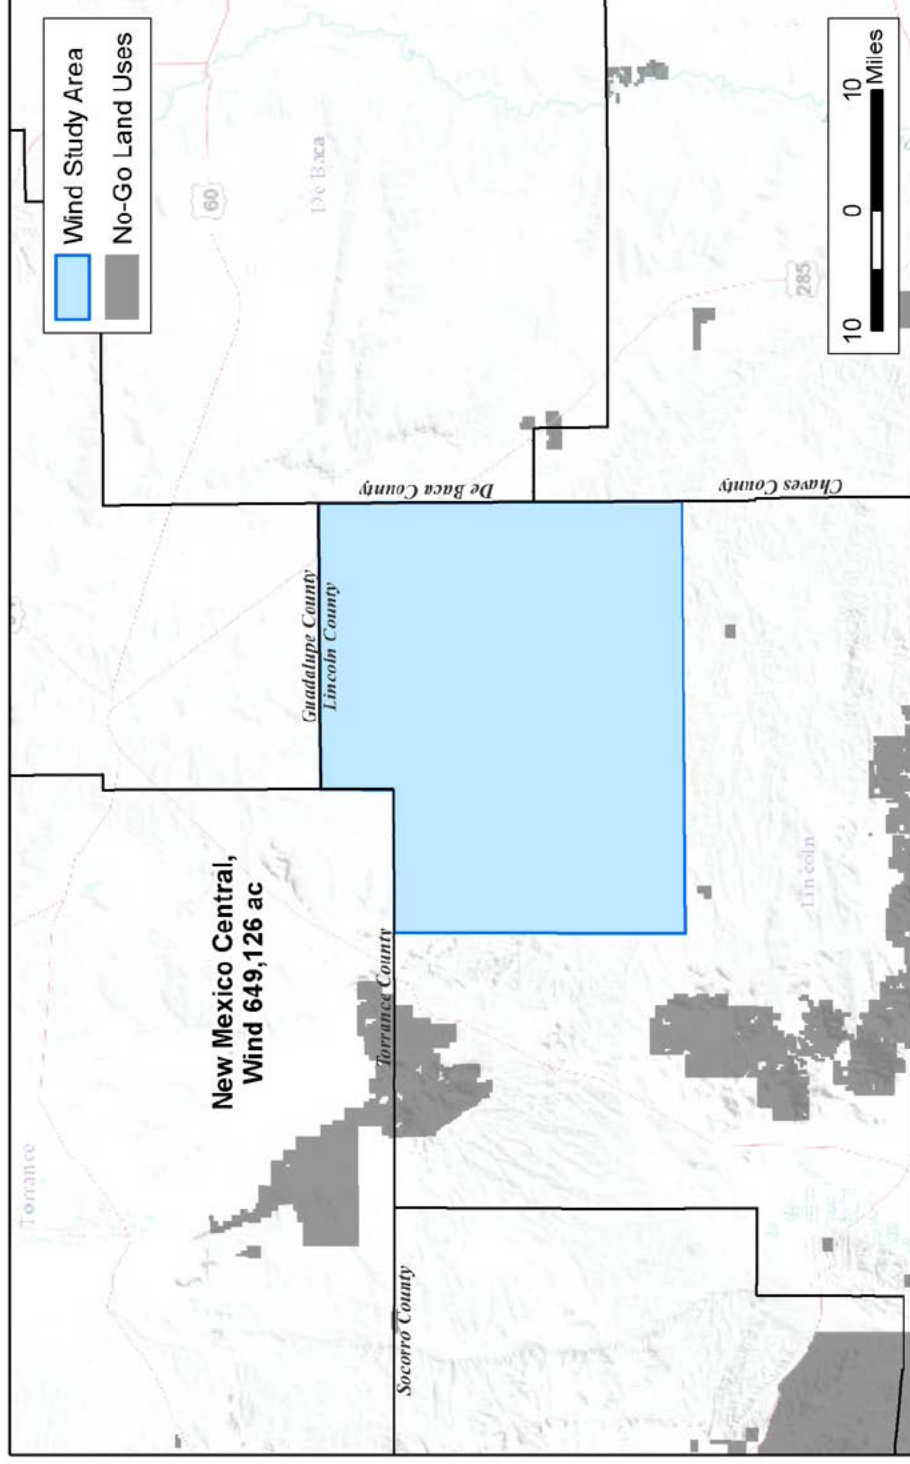 Wind Study Area
No-Go Land Uses
60
De Baca
Torrance
New Mexico Central,
Wind 649,126 ac
Guadalupe County
Lincoln County
De Baca County
Torrance County
Socorro County
Chaves County
285
Lincoln
10 0 10
Miles